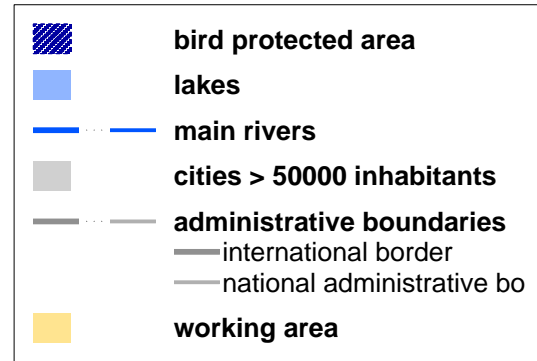 bird protected area
lakes
main rivers
cities > 50000 inhabitants
administrative boundaries
international border
national administrative bo
working area